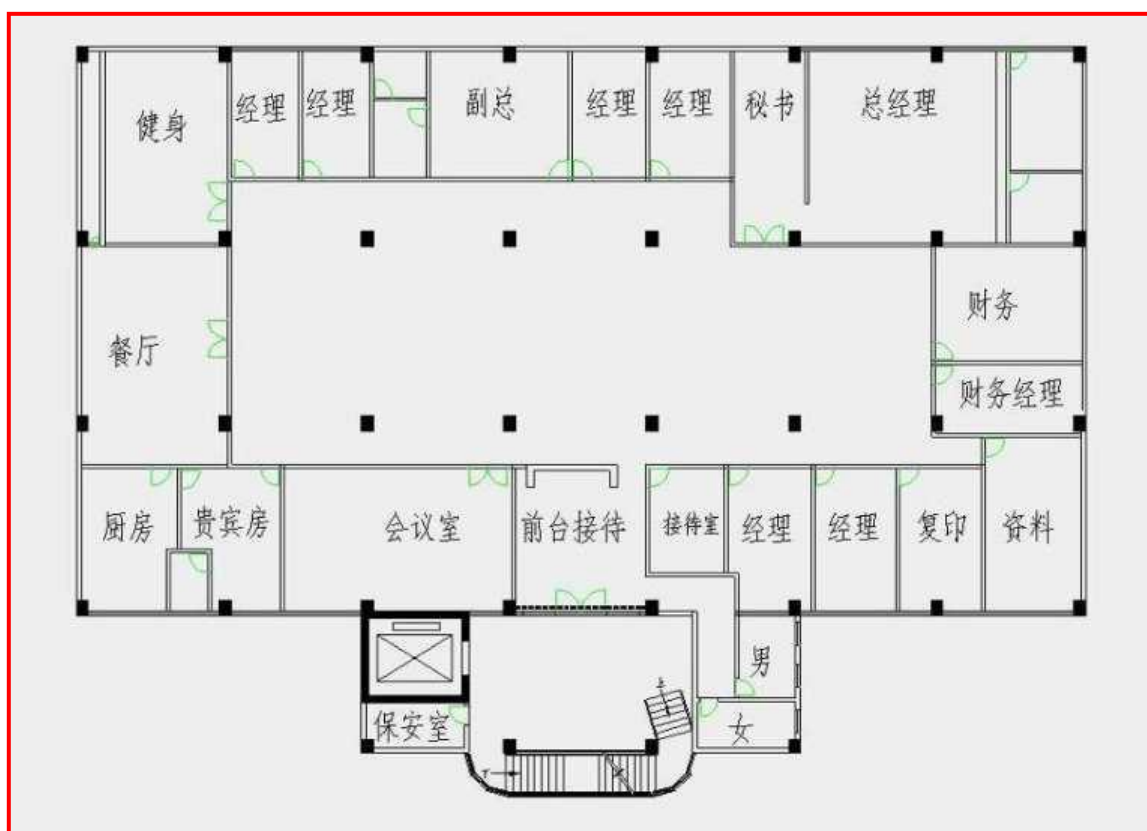 健身
经理
经理
副总
经理
经理
秘书
总经理
财务
餐厅
财务经理
厨房
贵宾房
会议室
前台接待
接待室
经理
经理
复印
资料
男
保安室
女
上
下